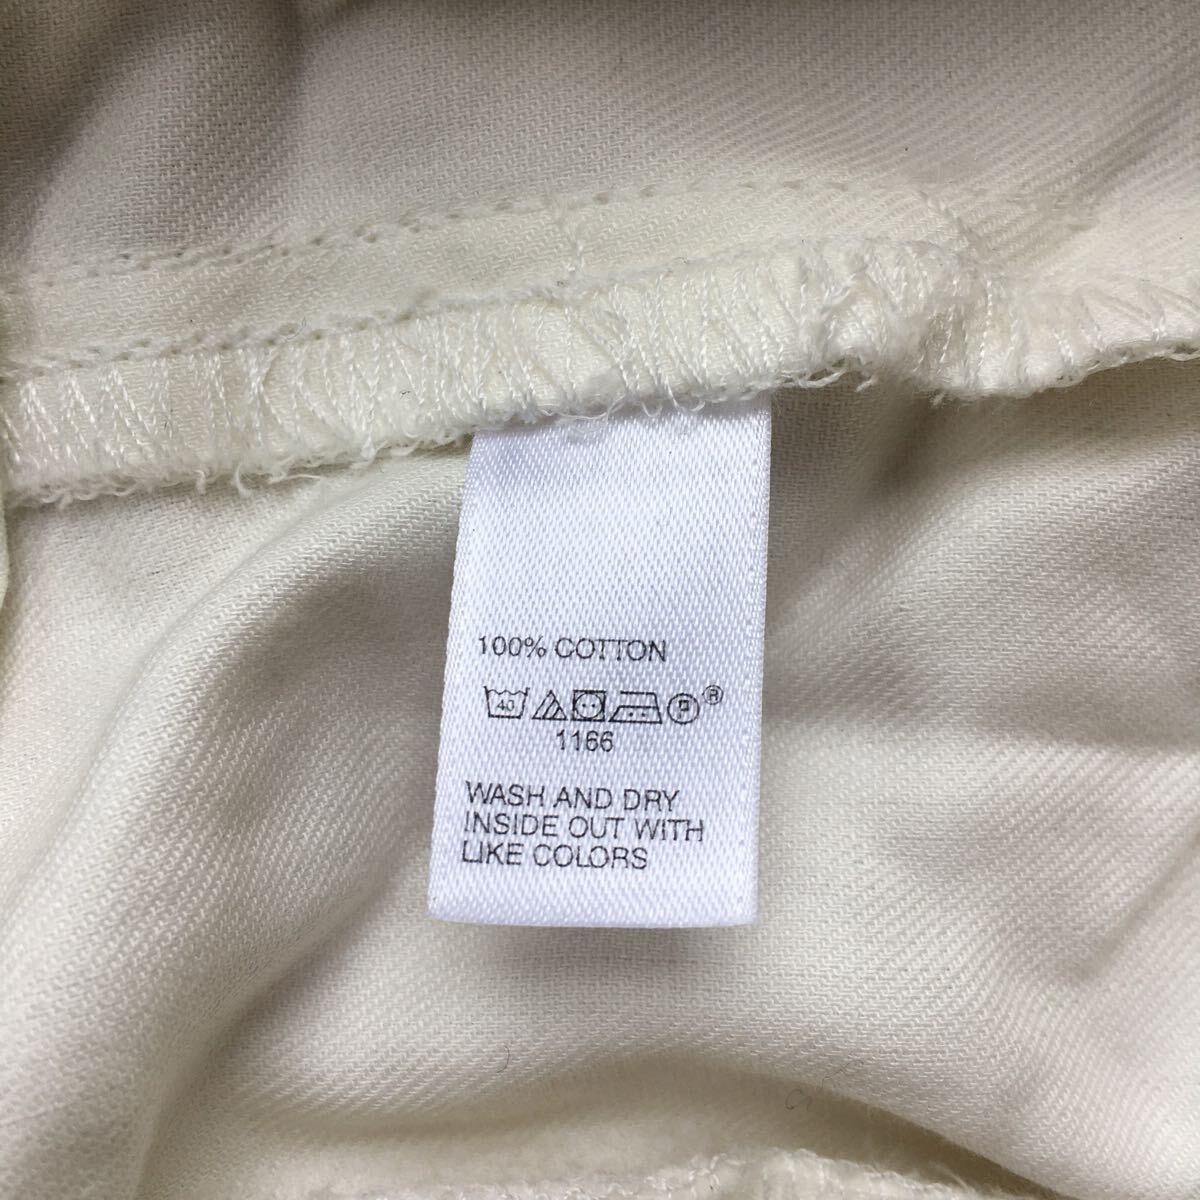 100% COTTON
40 P ®
1166
WASH AND DRY
INSIDE OUT WITH
LIKE COLORS